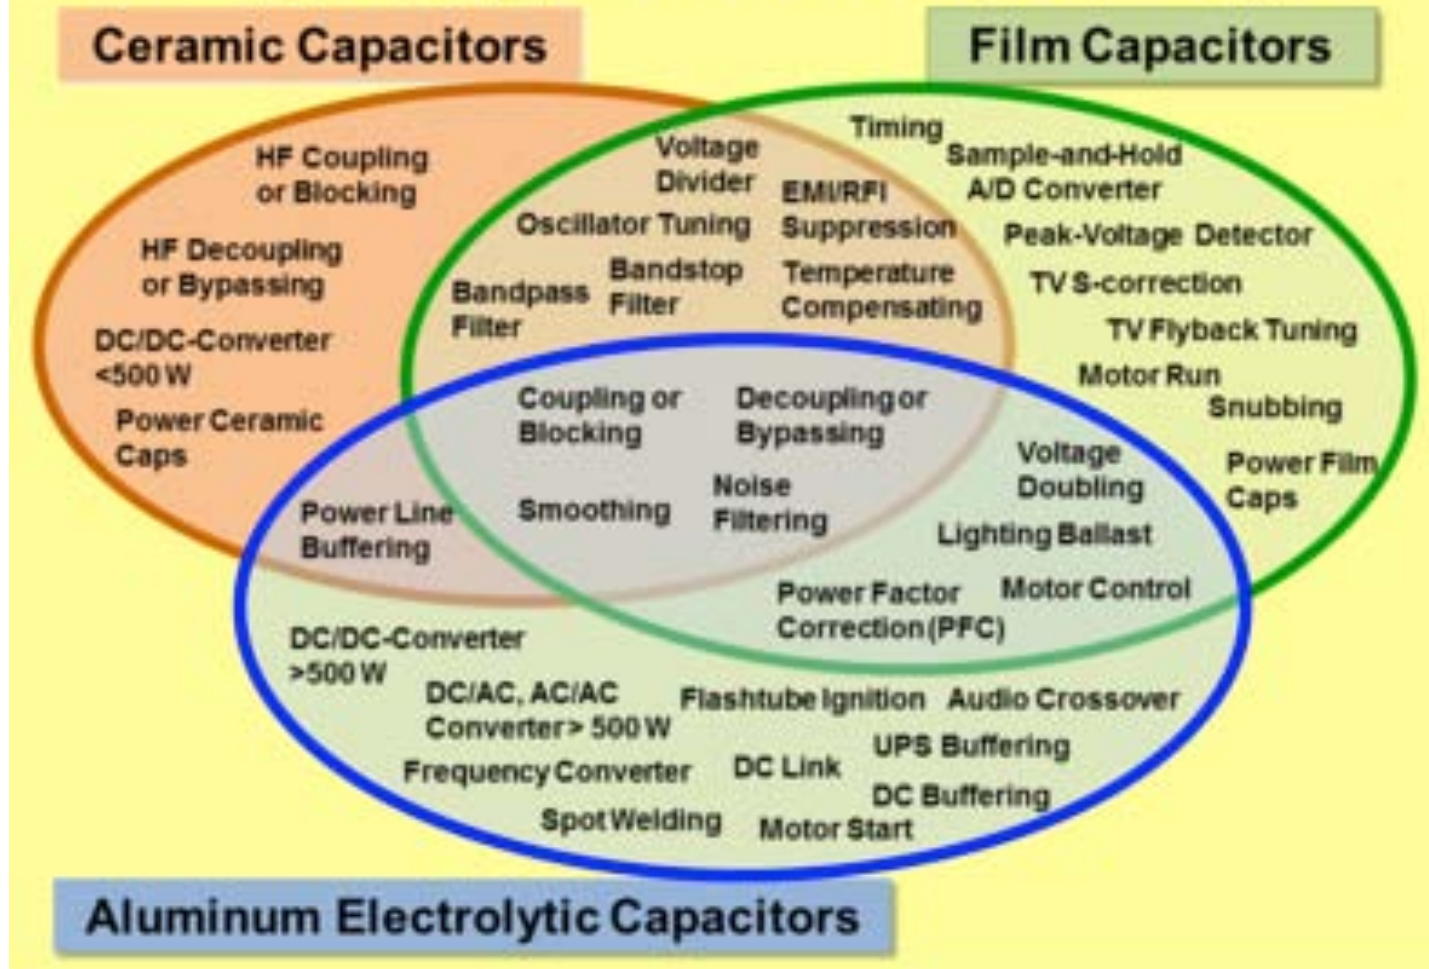 Ceramic Capacitors
Film Capacitors
HF Coupling
or Blocking
HF Decoupling
or Bypassing
DC/DC-Converter
<500 W
Power Ceramic
Caps
Voltage
Divider
EMI/RFI
Suppression
Oscillator Tuning
Bandpass
Filter
Bandstop
Filter
Temperature
Compensating
Timing
Sample-and-Hold
A/D Converter
Peak-Voltage Detector
TV S-correction
TV Flyback Tuning
Motor Run
Snubbing
Power Film
Caps
Coupling or
Blocking
Decoupling or
Bypassing
Smoothing
Noise
Filtering
Power Line
Buffering
Voltage
Doubling
Lighting Ballast
Power Factor
Correction (PFC)
Motor Control
DC/DC-Converter
>500 W
DC/AC, AC/AC
Converter > 500 W
Flashtube Ignition
Audio Crossover
UPS Buffering
Frequency Converter
DC Link
DC Buffering
Spot Welding
Motor Start
Aluminum Electrolytic Capacitors